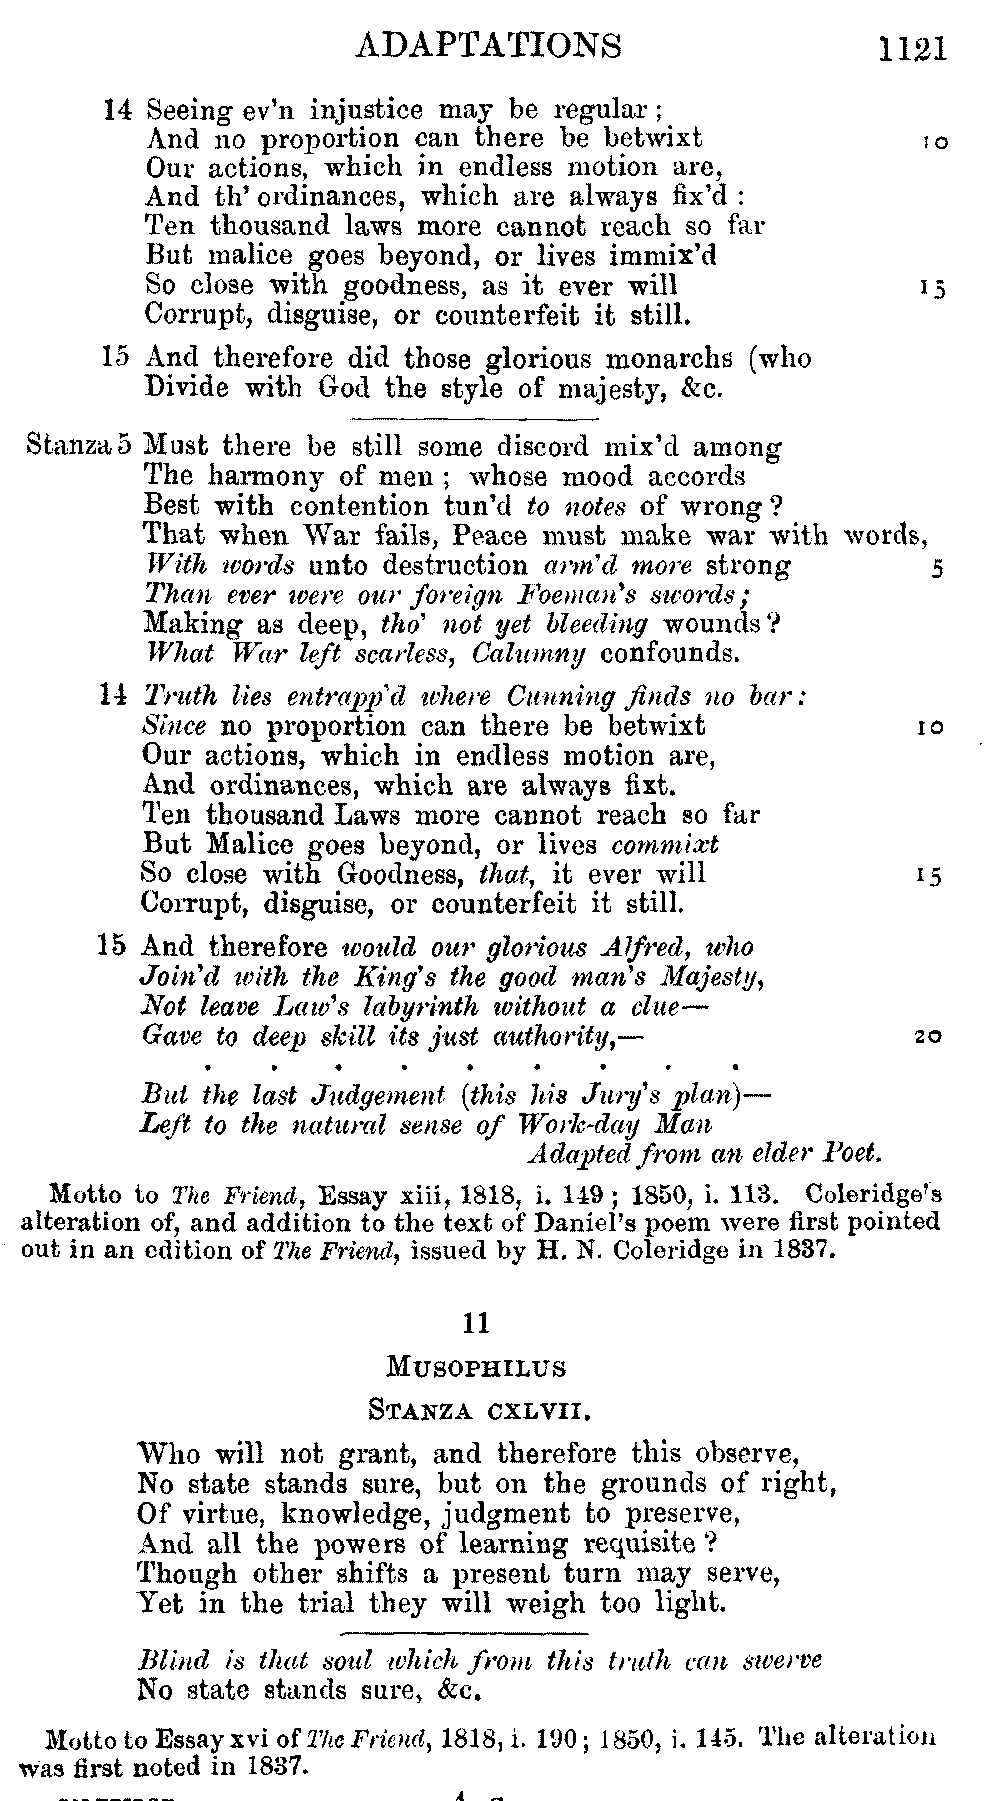 ADAPTATIONS 1121
14 Seeing ev'n injustice may be regular ;
And no proportion can there be betwixt 10
Our actions, which in endless motion are,
And th' ordinances, which are always fix'd :
Ten thousand laws more cannot reach so far
But malice goes beyond, or lives immix'd
So close with goodness, as it ever will 15
Corrupt, disguise, or counterfeit it still.
15 And therefore did those glorious monarchs (who
Divide with God the style of majesty, &c.
Stanza 5 Must there be still some discord mix'd among
The harmony of men ; whose mood accords
Best with contention tun'd to notes of wrong ?
That when War fails, Peace must make war with words,
With words unto destruction arm'd more strong 5
Than ever were our foreign Foeman's swords ;
Making as deep, tho' not yet bleeding wounds ?
What War left scarless, Calumny confounds.
14 Truth lies entrapp'd where Cunning finds no bar :
Since no proportion can there be betwixt 10
Our actions, which in endless motion are,
And ordinances, which are always fixt.
Ten thousand Laws more cannot reach so far
But Malice goes beyond, or lives commixt
So close with Goodness, that, it ever will 15
Corrupt, disguise, or counterfeit it still.
15 And therefore would our glorious Alfred, who
Join'd with the King's the good man's Majesty,
Not leave Law's labyrinth without a clue—
Gave to deep skill its just authority,— 20
. . . . . . . . .
But the last Judgement (this his Jury's plan)—
Left to the natural sense of Work-day Man
Adapted from an elder Poet.
Motto to The Friend, Essay xiii, 1818, i. 149 ; 1850, i. 113. Coleridge's
alteration of, and addition to the text of Daniel's poem were first pointed
out in an edition of The Friend, issued by H. N. Coleridge in 1837.
11
MUSOPHILUS
STANZA CXLVII.
Who will not grant, and therefore this observe,
No state stands sure, but on the grounds of right,
Of virtue, knowledge, judgment to preserve,
And all the powers of learning requisite ?
Though other shifts a present turn may serve,
Yet in the trial they will weigh too light.
Blind is that soul which from this truth can swerve
No state stands sure, &c.
Motto to Essay xvi of The Friend, 1818, i. 190 ; 1850, i. 145. The alteration
was first noted in 1837.